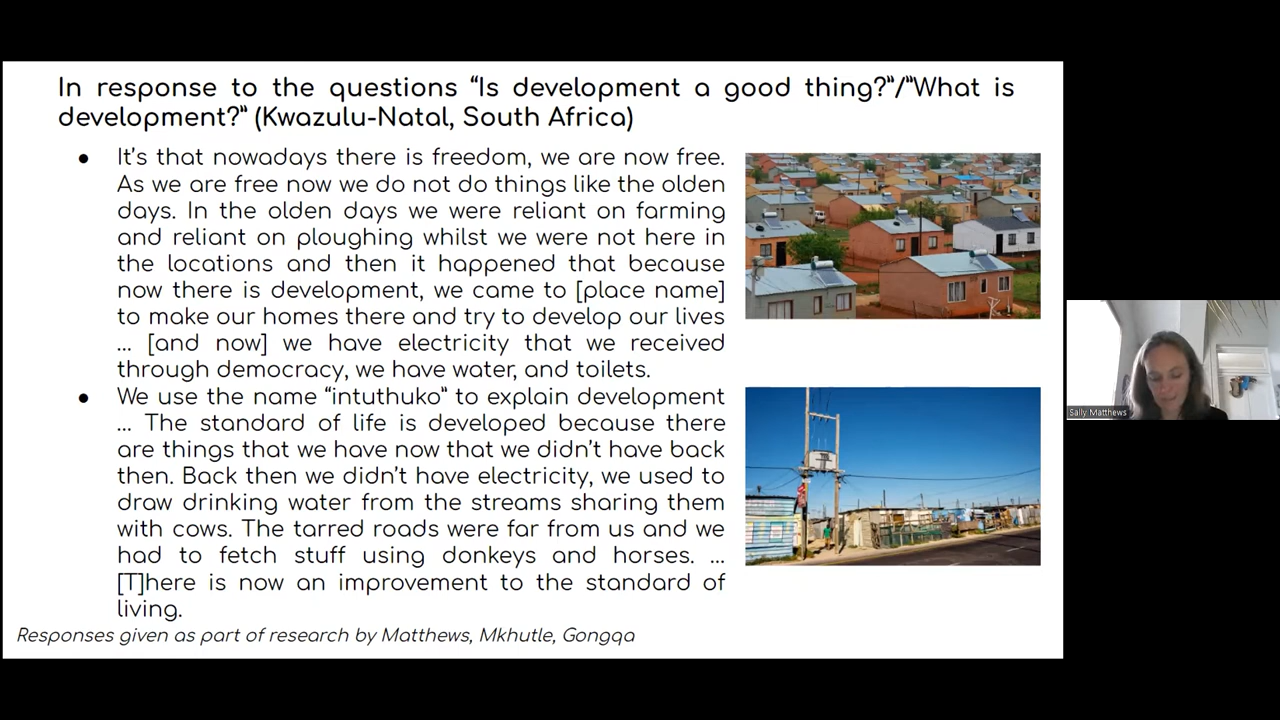 In response to the questions “Is development a good thing?”/”What is
development?” (Kwazulu-Natal, South Africa)
● It’s that nowadays there is freedom, we are now free.
As we are free now we do not do things like the olden
days. In the olden days we were reliant on farming
and reliant on ploughing whilst we were not here in
the locations and then it happened that because
now there is development, we came to [place name]
to make our homes there and try to develop our lives
… [and now] we have electricity that we received
through democracy, we have water, and toilets.
● We use the name “intuthuko” to explain development
… The standard of life is developed because there
are things that we have now that we didn’t have back
then. Back then we didn’t have electricity, we used to
draw drinking water from the streams sharing them
with cows. The tarred roads were far from us and we
had to fetch stuff using donkeys and horses. …
[T]here is now an improvement to the standard of
living.
Responses given as part of research by Matthews, Mkhutle, Gongqa
Sally Matthews